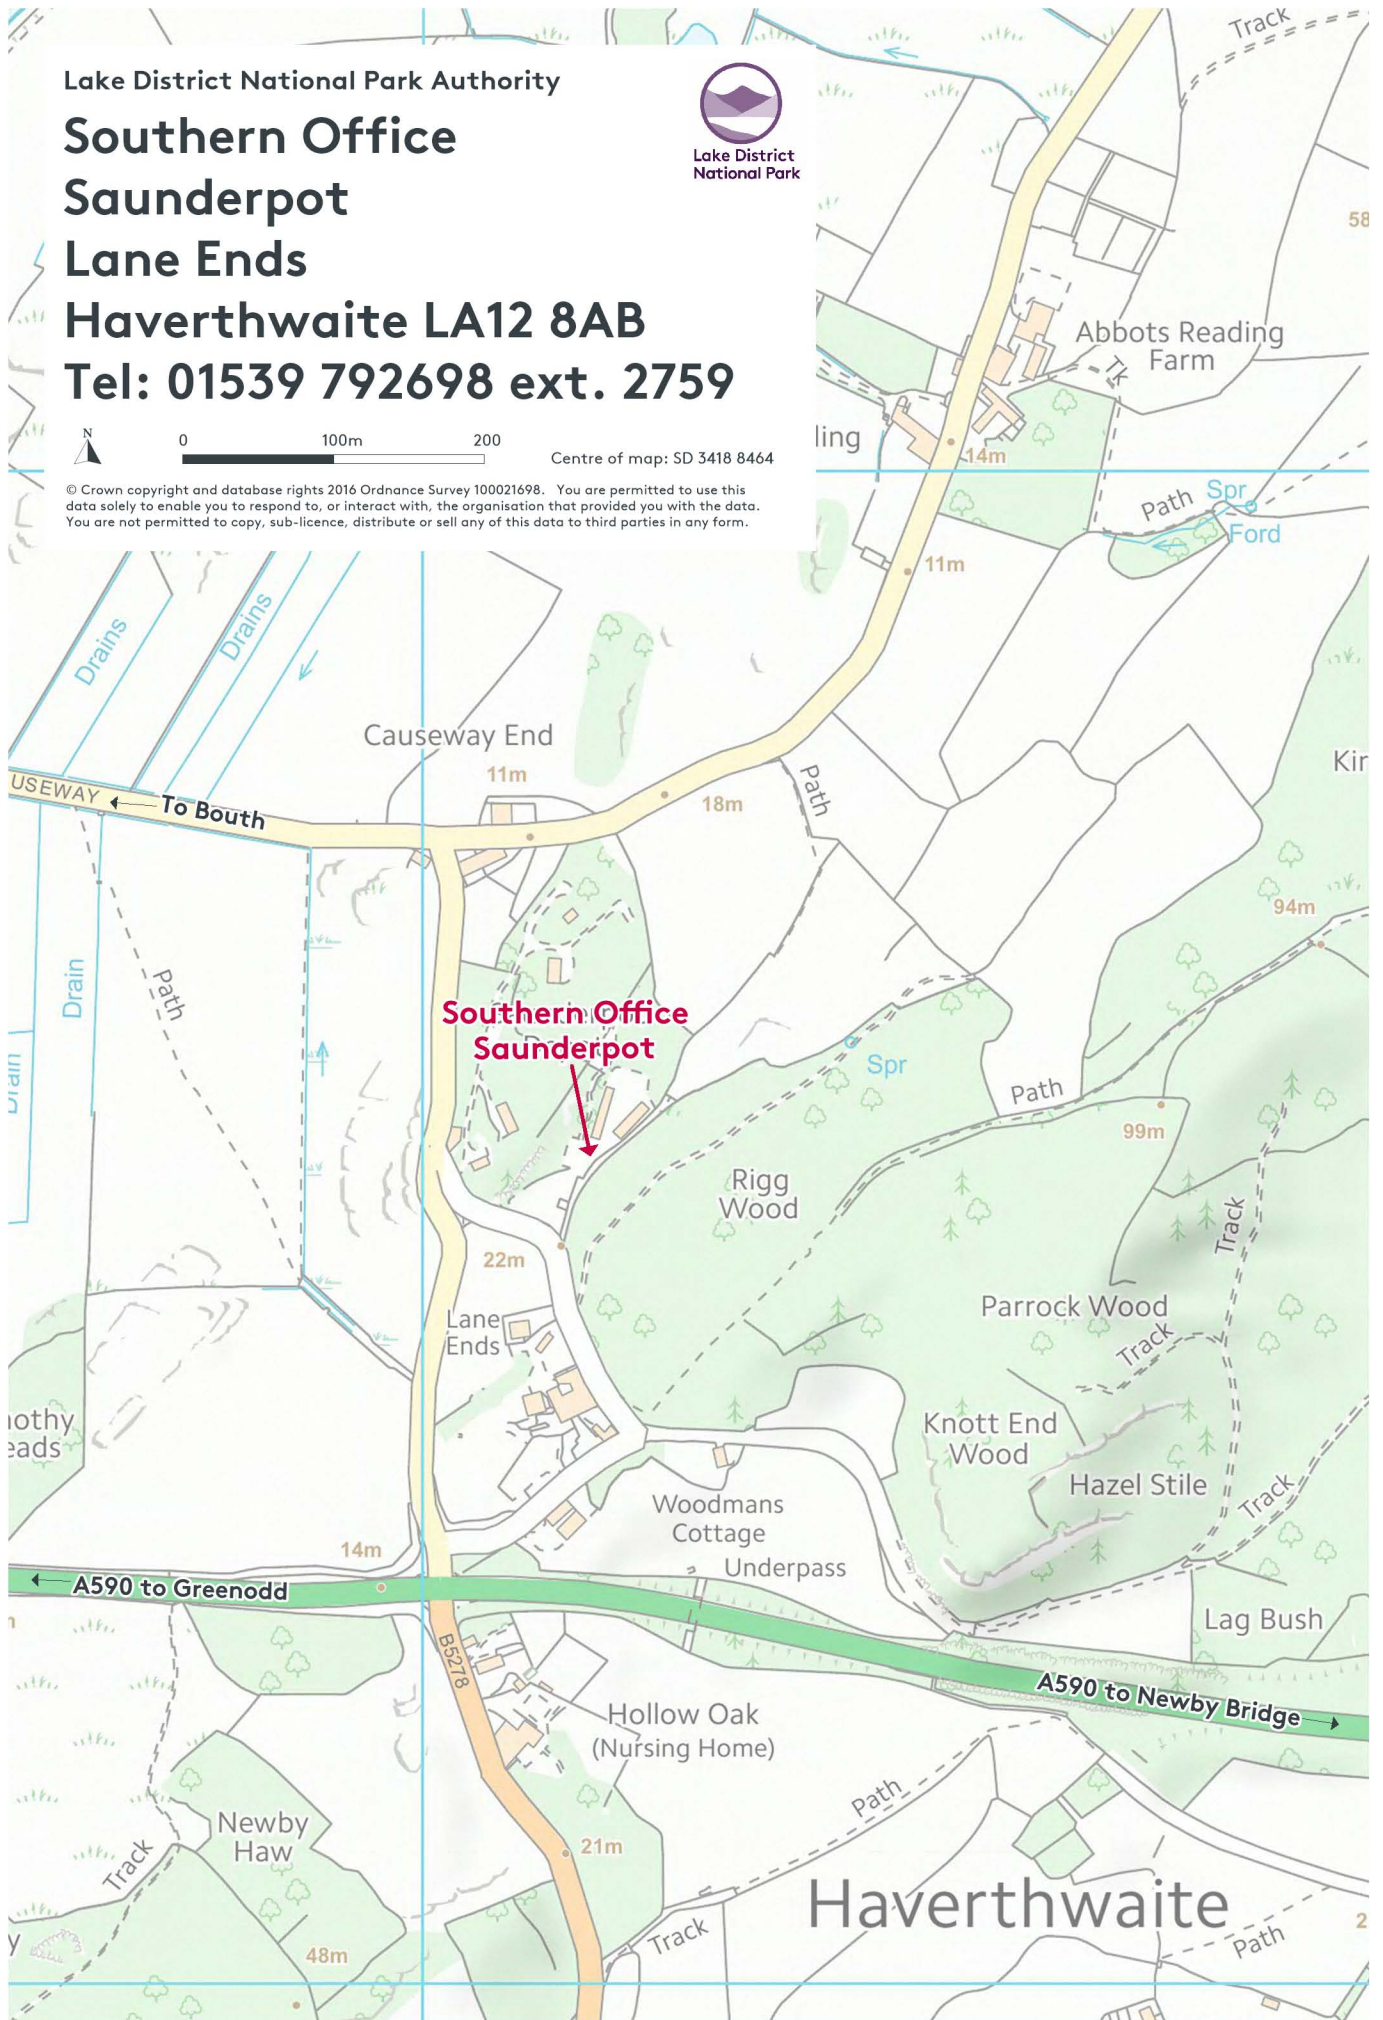 Lake District National Park Authority
Southern Office
Saunderpot
Lane Ends
Haverthwaite LA12 8AB
Tel: 01539 792698 ext. 2759
Lake District
National Park
N
0 100m 200
Centre of map: SD 3418 8464
© Crown copyright and database rights 2016 Ordnance Survey 100021698. You are permitted to use this
data solely to enable you to respond to, or interact with, the organisation that provided you with the data.
You are not permitted to copy, sub-licence, distribute or sell any of this data to third parties in any form.
Track
58
Abbots Reading
Farm
Tk
ling
14m
Path
Spr
Ford
11m
Drains
Drains
Causeway End
11m
Kir
USEWAY
To Bouth
18m
Path
94m
Drain
Path
Southern Office
Saunderpot
Spr
Drain
Path
99m
Rigg
Wood
Track
22m
Lane
Ends
Parrock Wood
Track
othy
eads
Knott End
Wood
Hazel Stile
Track
Woodmans
Cottage
14m
Underpass
A590 to Greenodd
Lag Bush
B5278
A590 to Newby Bridge
Hollow Oak
(Nursing Home)
Path
Newby
Haw
21m
Track
Haverthwaite
Track
Path
2
y
48m